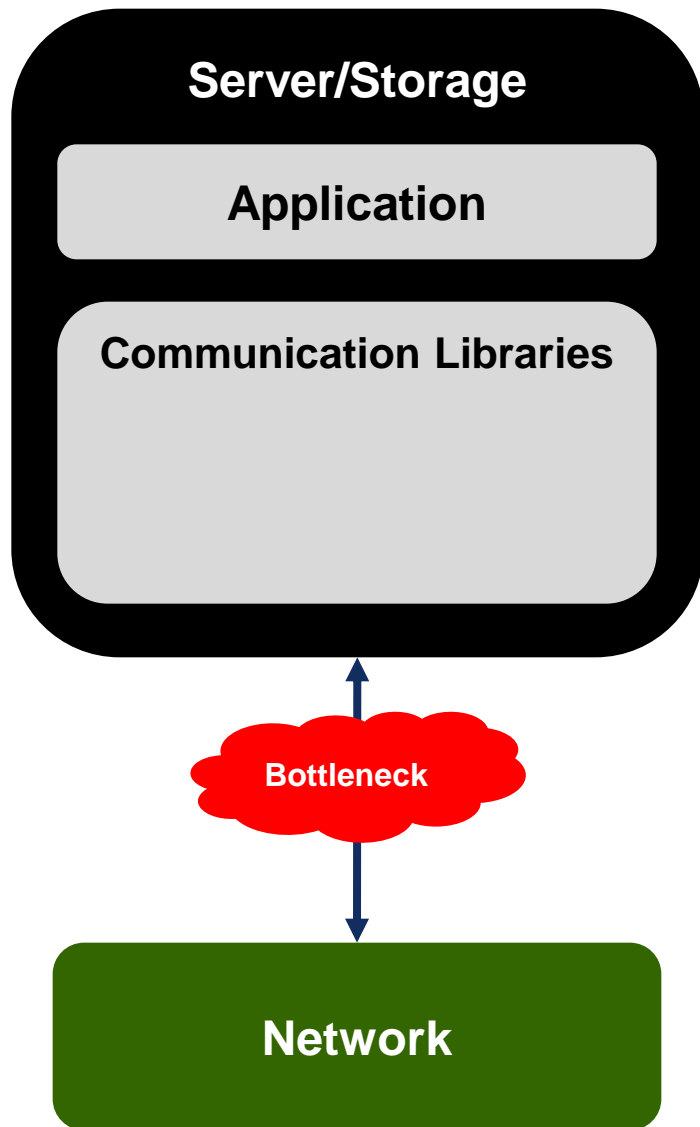 Server/Storage
Application
Communication Libraries
Bottleneck
Network